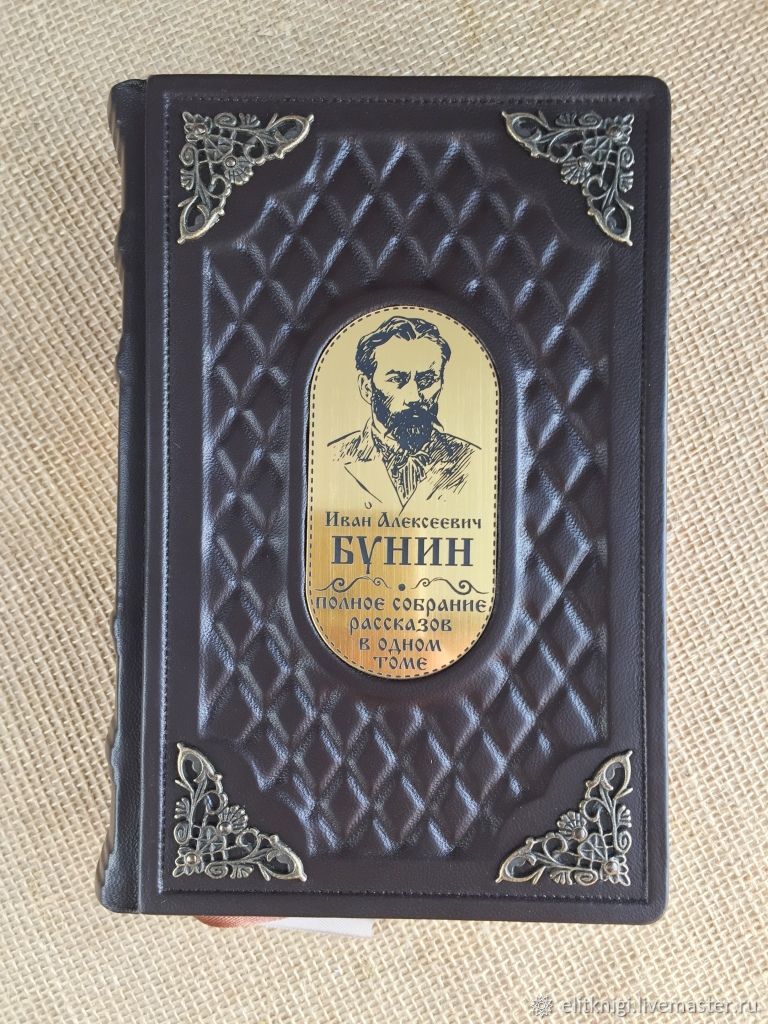 Иван Алексеевич
БУНИН
полное собрание
рассказов
в одном
томе
elitknigi.livemaster.ru